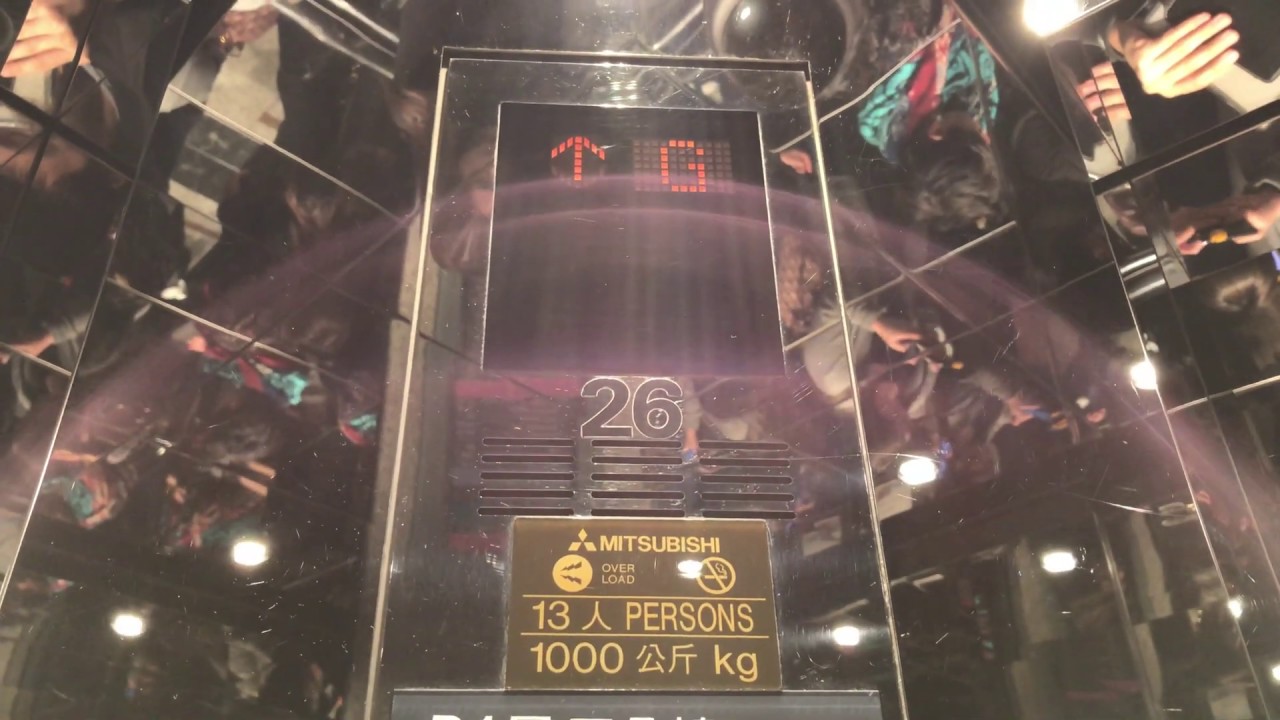 ↑ G
26
MITSUBISHI
OVER
LOAD
13 人 PERSONS
1000 公斤 kg